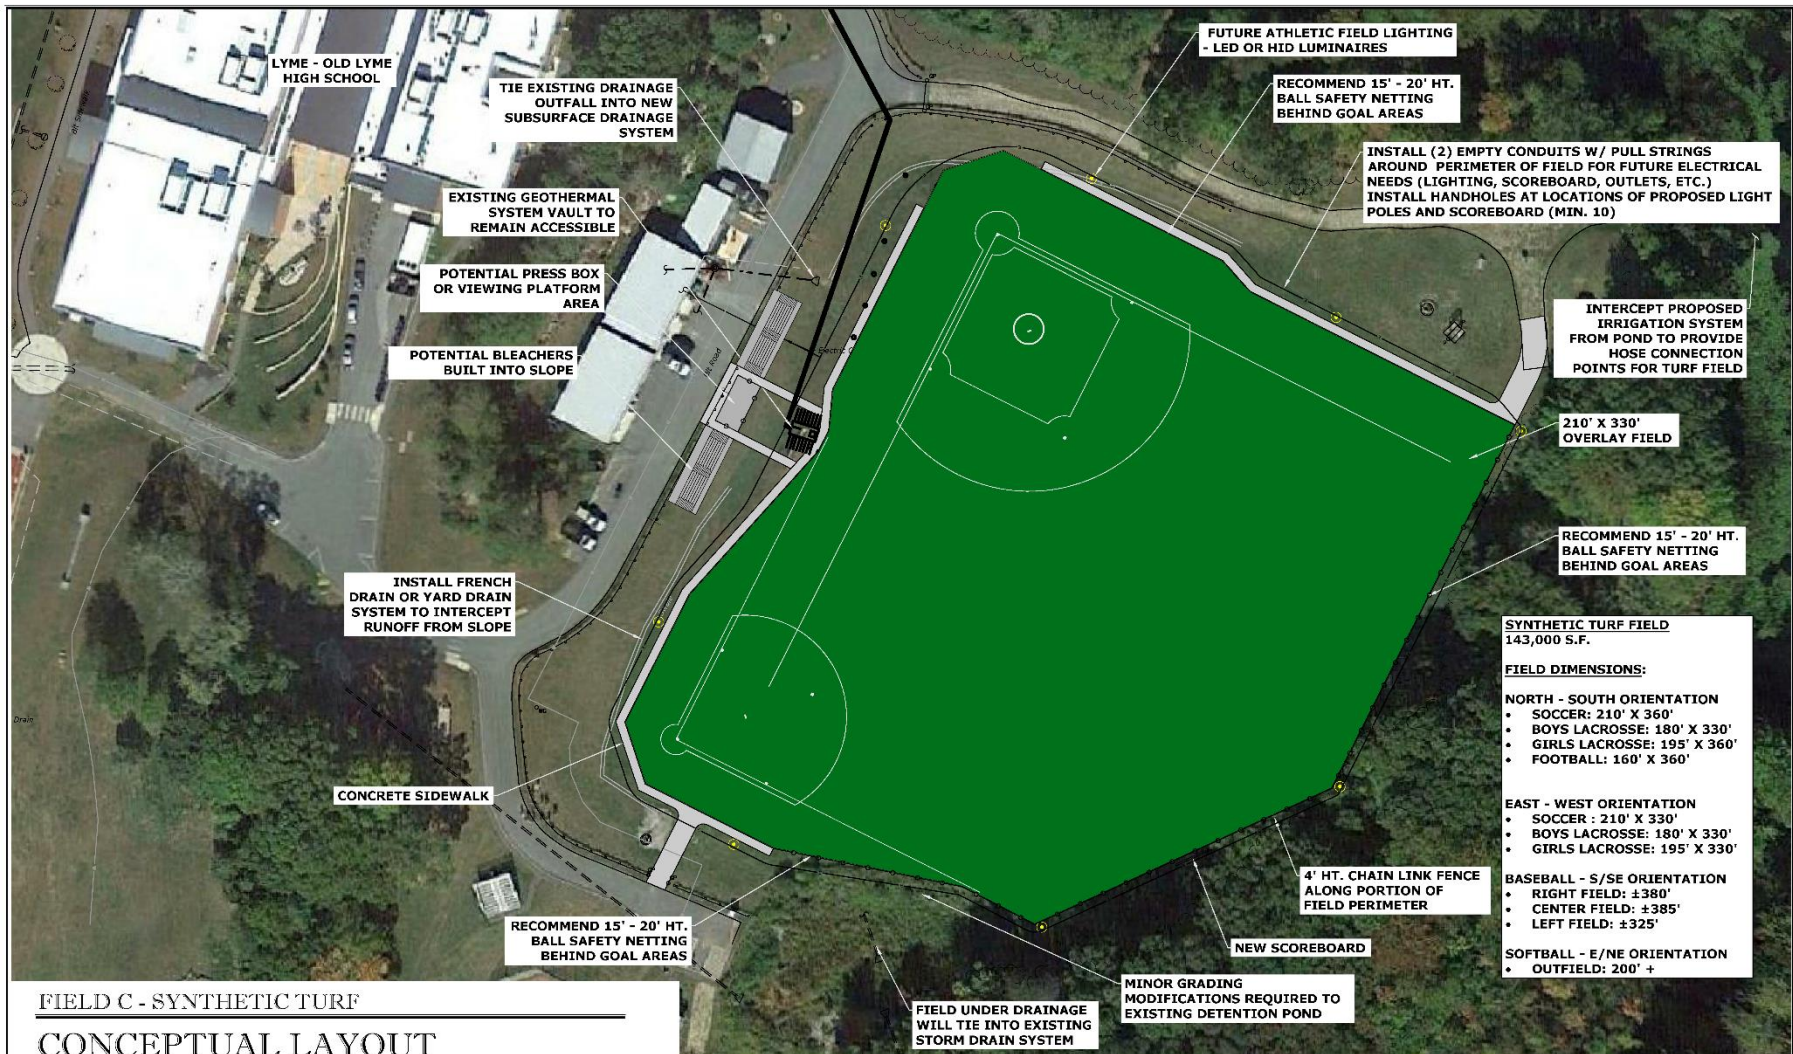 LYME - OLD LYME
HIGH SCHOOL
TIE EXISTING DRAINAGE
OUTFALL INTO NEW
SUBSURFACE DRAINAGE
SYSTEM
EXISTING GEOTHERMAL
SYSTEM VAULT TO
REMAIN ACCESSIBLE
POTENTIAL PRESS BOX
OR VIEWING PLATFORM
AREA
POTENTIAL BLEACHERS
BUILT INTO SLOPE
FUTURE ATHLETIC FIELD LIGHTING
- LED OR HID LUMINAIRES
RECOMMEND 15' - 20' HT.
BALL SAFETY NETTING
BEHIND GOAL AREAS
INSTALL (2) EMPTY CONDUITS W/ PULL STRINGS
AROUND PERIMETER OF FIELD FOR FUTURE ELECTRICAL
NEEDS (LIGHTING, SCOREBOARD, OUTLETS, ETC.)
INSTALL HANDHOLES AT LOCATIONS OF PROPOSED LIGHT
POLES AND SCOREBOARD (MIN. 10)
INTERCEPT PROPOSED
IRRIGATION SYSTEM
FROM POND TO PROVIDE
HOSE CONNECTION
POINTS FOR TURF FIELD
210' X 330'
OVERLAY FIELD
RECOMMEND 15' - 20' HT.
BALL SAFETY NETTING
BEHIND GOAL AREAS
Electric
Road
INSTALL FRENCH
DRAIN OR YARD DRAIN
SYSTEM TO INTERCEPT
RUNOFF FROM SLOPE
Drain
CONCRETE SIDEWALK
RECOMMEND 15' - 20' HT.
BALL SAFETY NETTING
BEHIND GOAL AREAS
SYNTHETIC TURF FIELD
143,000 S.F.
FIELD DIMENSIONS:
NORTH - SOUTH ORIENTATION
• SOCCER: 210' X 360'
• BOYS LACROSSE: 180' X 330'
• GIRLS LACROSSE: 195' X 360'
• FOOTBALL: 160' X 360'
EAST - WEST ORIENTATION
• SOCCER : 210' X 330'
• BOYS LACROSSE: 180' X 330'
• GIRLS LACROSSE: 195' X 330'
BASEBALL - S/SE ORIENTATION
• RIGHT FIELD: ±380'
• CENTER FIELD: ±385'
• LEFT FIELD: ±325'
SOFTBALL - E/NE ORIENTATION
• OUTFIELD: 200' +
4' HT. CHAIN LINK FENCE
ALONG PORTION OF
FIELD PERIMETER
NEW SCOREBOARD
MINOR GRADING
MODIFICATIONS REQUIRED TO
EXISTING DETENTION POND
FIELD UNDER DRAINAGE
WILL TIE INTO EXISTING
STORM DRAIN SYSTEM
FIELD C - SYNTHETIC TURF
CONCEPTUAL LAYOUT